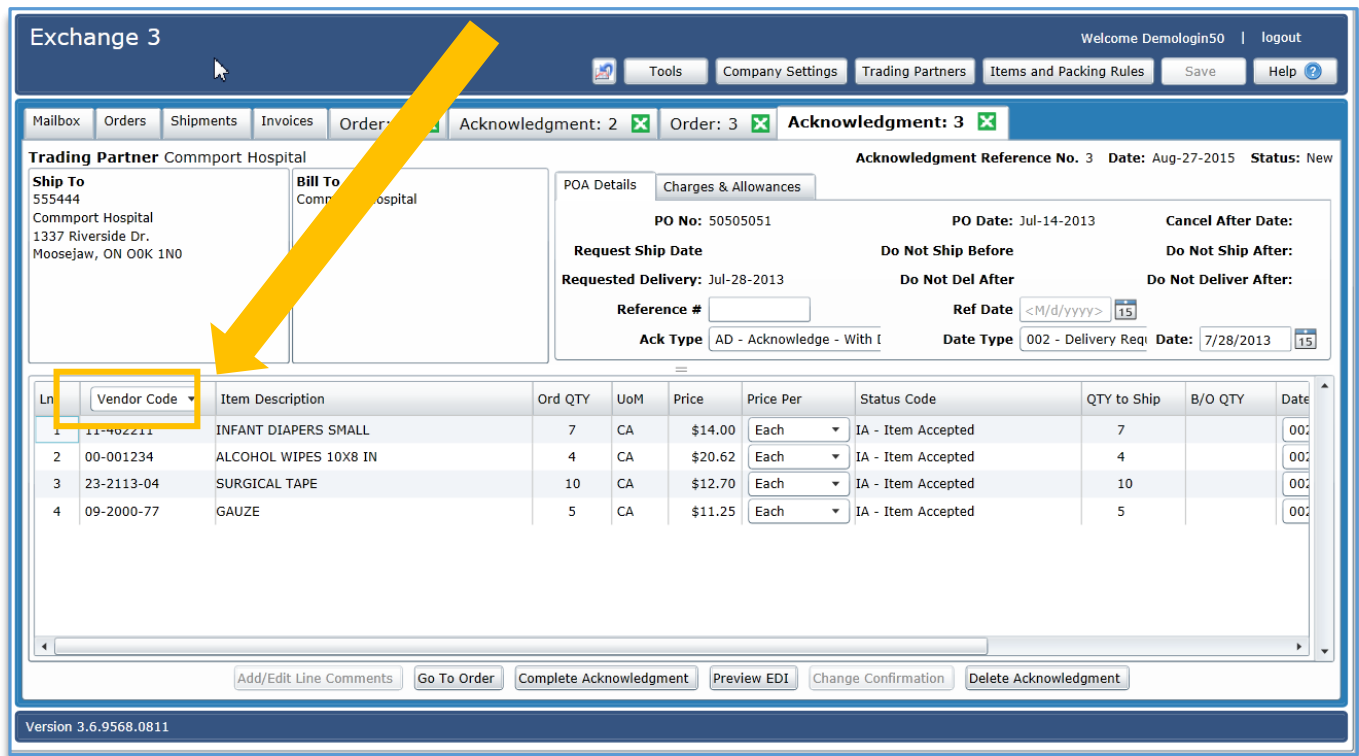 Exchange 3
Welcome Demologin50 | logout
Tools Company Settings Trading Partners Items and Packing Rules Save Help ?
Mailbox Orders Shipments Invoices Order: Acknowledgment: 2 Order: 3 Acknowledgment: 3
Trading Partner Commport Hospital Acknowledgment Reference No. 3 Date: Aug-27-2015 Status: New
Ship To
555444
Commport Hospital
1337 Riverside Dr.
Moosejaw, ON O0K 1N0
Bill To
POA Details Charges & Allowances
PO No: 50505051 PO Date: Jul-14-2013 Cancel After Date:
Request Ship Date Do Not Ship Before Do Not Ship After:
Requested Delivery: Jul-28-2013 Do Not Del After Do Not Deliver After:
Reference # Ref Date <M/d/yyyy> 15
Ack Type AD - Acknowledge - With Date Type 002 - Delivery Date: 7/28/2013 15
Ln Vendor Code Item Description Ord QTY UoM Price Price Per Status Code QTY to Ship B/O QTY Date
1 11-462211 INFANT DIAPERS SMALL 7 CA $14.00 Each IA - Item Accepted 7 002
2 00-001234 ALCOHOL WIPES 10X8 IN 4 CA $20.62 Each IA - Item Accepted 4 002
3 23-2113-04 SURGICAL TAPE 10 CA $12.70 Each IA - Item Accepted 10 002
4 09-2000-77 GAUZE 5 CA $11.25 Each IA - Item Accepted 5 002
Add/Edit Line Comments Go To Order Complete Acknowledgment Preview EDI Change Confirmation Delete Acknowledgment
Version 3.6.9568.0811